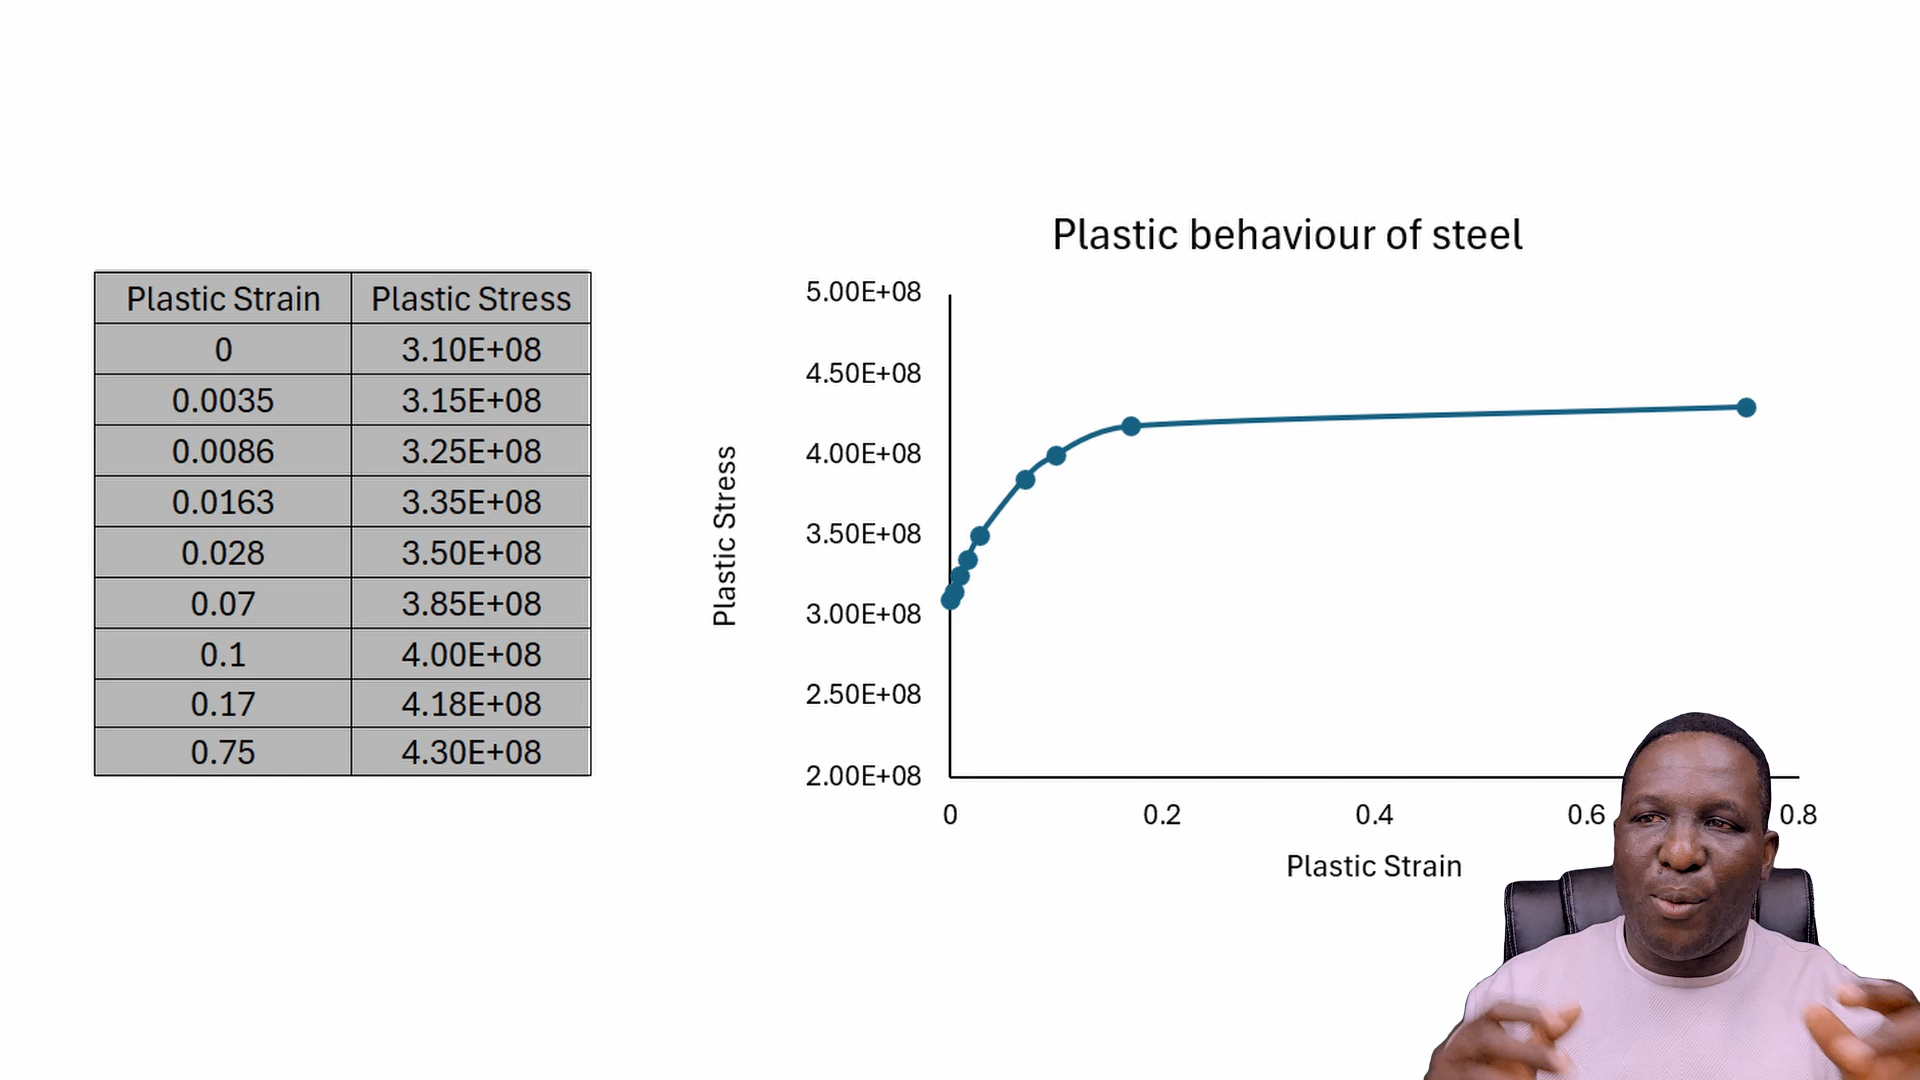 Plastic Strain Plastic Stress
0 3.10E+08
0.0035 3.15E+08
0.0086 3.25E+08
0.0163 3.35E+08
0.028 3.50E+08
0.07 3.85E+08
0.1 4.00E+08
0.17 4.18E+08
0.75 4.30E+08
Plastic behaviour of steel
5.00E+08
4.50E+08
4.00E+08
3.50E+08
3.00E+08
2.50E+08
2.00E+08
Plastic Stress
0 0.2 0.4 0.6 0.8
Plastic Strain